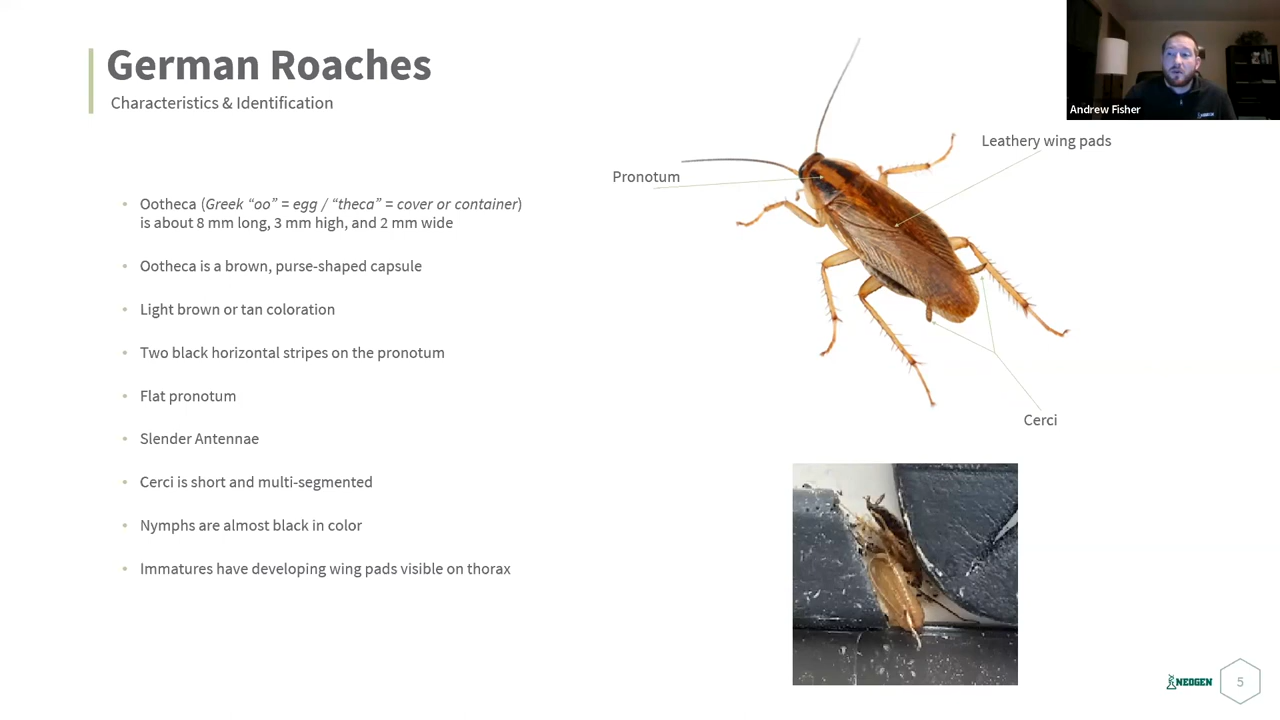 German Roaches
Characteristics & Identification
Ootheca (Greek “oo” = egg / “theca” = cover or container)
is about 8 mm long, 3 mm high, and 2 mm wide
Ootheca is a brown, purse-shaped capsule
Light brown or tan coloration
Two black horizontal stripes on the pronotum
Flat pronotum
Slender Antennae
Cerci is short and multi-segmented
Nymphs are almost black in color
Immatures have developing wing pads visible on thorax
Pronotum
Leathery wing pads
Cerci
Andrew Fisher
NEOGEN
5